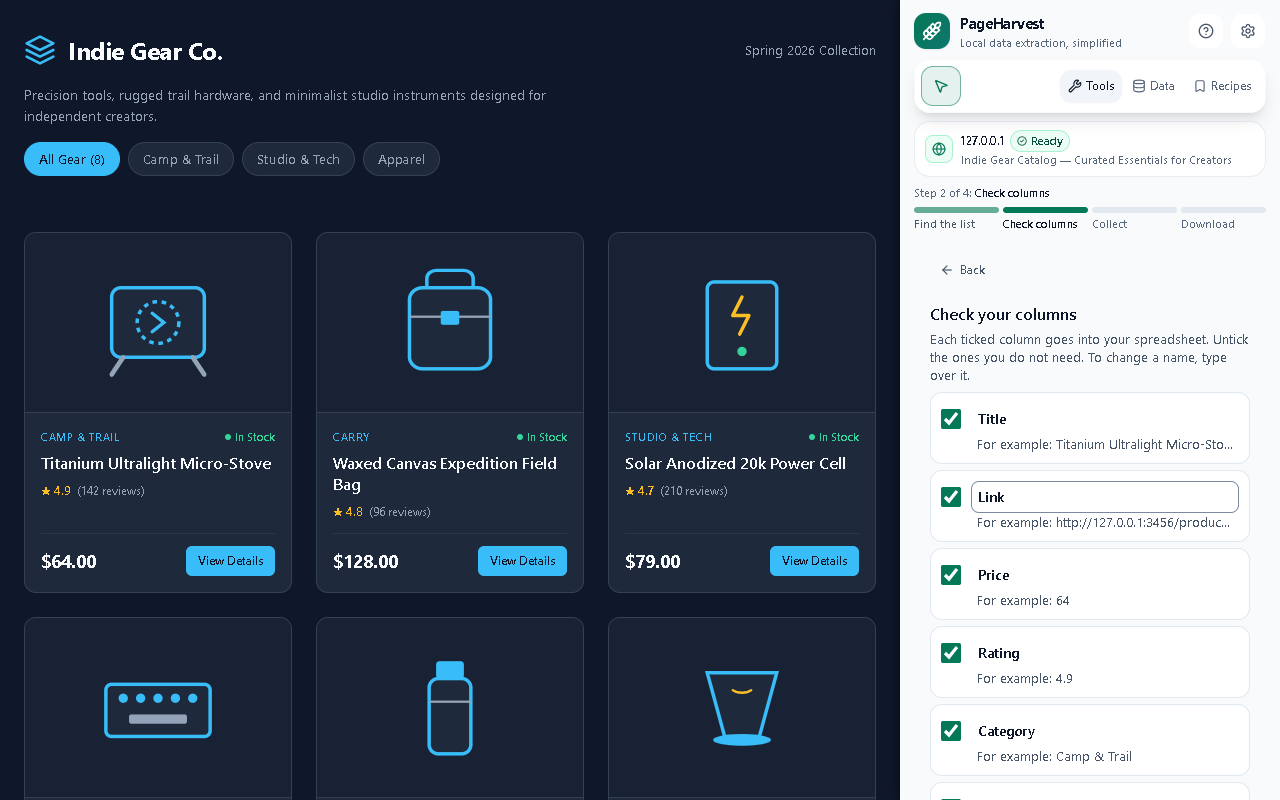 Indie Gear Co.
Spring 2026 Collection
Precision tools, rugged trail hardware, and minimalist studio instruments designed for
independent creators.
All Gear (8)
Camp & Trail
Studio & Tech
Apparel
CAMP & TRAIL
In Stock
Titanium Ultralight Micro-Stove
★ 4.9 (142 reviews)
$64.00
View Details
CARRY
In Stock
Waxed Canvas Expedition Field
Bag
★ 4.8 (96 reviews)
$128.00
View Details
STUDIO & TECH
In Stock
Solar Anodized 20k Power Cell
★ 4.7 (210 reviews)
$79.00
View Details
PageHarvest
Local data extraction, simplified
Tools
Data
Recipes
127.0.0.1
Ready
Indie Gear Catalog — Curated Essentials for Creators
Step 2 of 4: Check columns
Find the list
Check columns
Collect
Download
Back
Check your columns
Each ticked column goes into your spreadsheet. Untick
the ones you do not need. To change a name, type
over it.
Title
For example: Titanium Ultralight Micro-Sto...
Link
For example: http://127.0.0.1:3456/produc...
Price
For example: 64
Rating
For example: 4.9
Category
For example: Camp & Trail